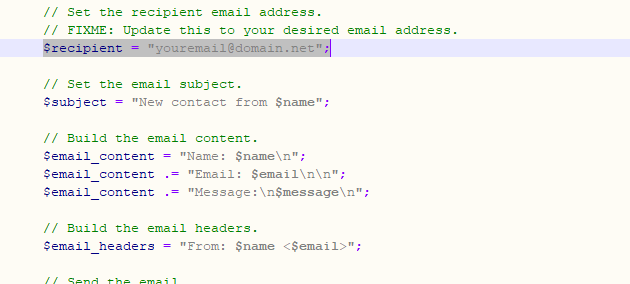 // Set the recipient email address.
// FIXME: Update this to your desired email address.
$recipient = "youremail@domain.net";
// Set the email subject.
$subject = "New contact from $name";
// Build the email content.
$email_content = "Name: $name\n";
$email_content .= "Email: $email\n\n";
$email_content .= "Message:\n$message\n";
// Build the email headers.
$email_headers = "From: $name <$email>";
// Send the email